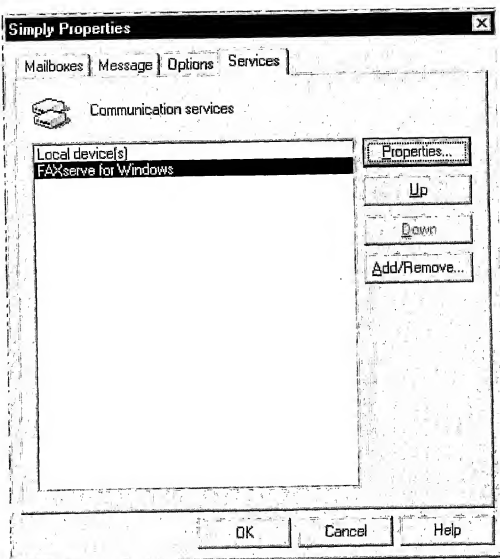 Simply Properties
Mailboxes Message Options Services
Communication services
Local device(s)
FAXserve for Windows
Properties...
Up
Down
Add/Remove...
OK Cancel Help